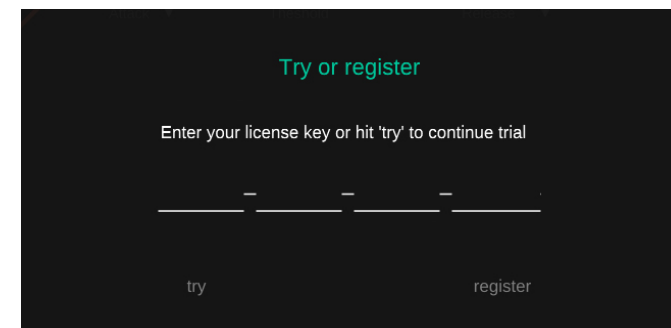 Try or register
Enter your license key or hit 'try' to continue trial
– – –
try register